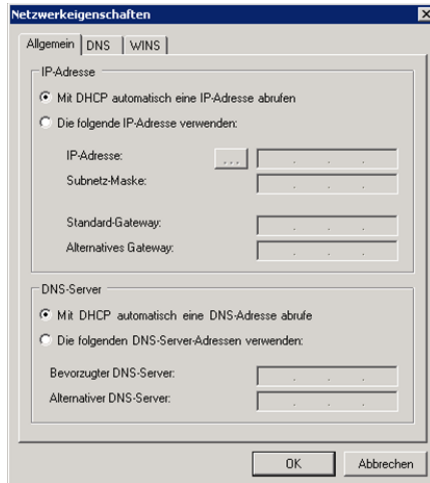 Netzwerkeigenschaften
Allgemein DNS WINS
IP-Adresse
Mit DHCP automatisch eine IP-Adresse abrufen
Die folgende IP-Adresse verwenden:
IP-Adresse: ...
Subnetz-Maske:
Standard-Gateway:
Alternatives Gateway:
DNS-Server
Mit DHCP automatisch eine DNS-Adresse abrufe
Die folgenden DNS-Server-Adressen verwenden:
Bevorzugter DNS-Server:
Alternativer DNS-Server:
OK Abbrechen